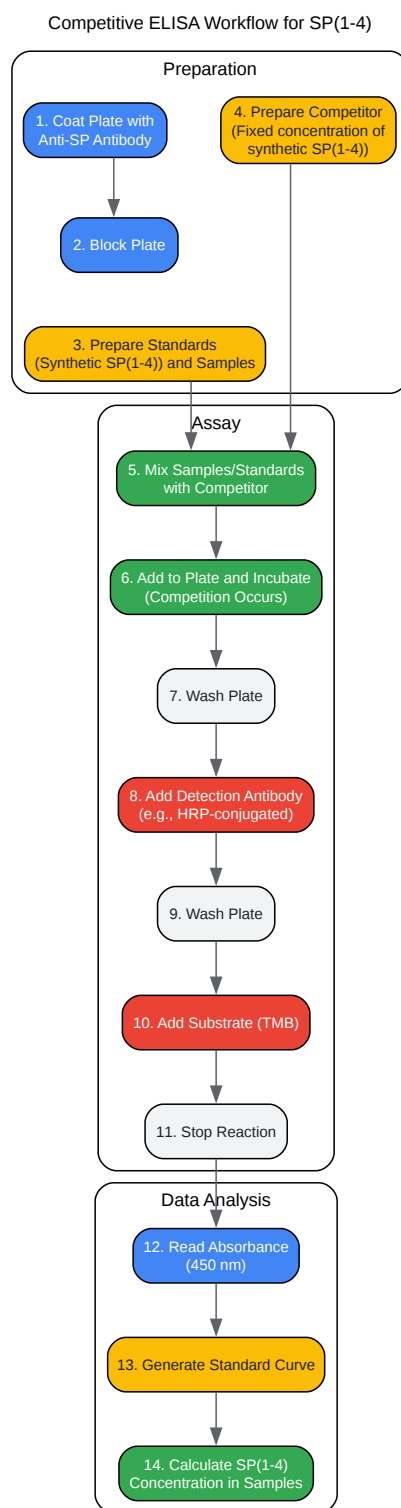 Competitive ELISA Workflow for SP(1-4)
Preparation
1. Coat Plate with
Anti-SP Antibody
4. Prepare Competitor
(Fixed concentration of
synthetic SP(1-4))
2. Block Plate
3. Prepare Standards
(Synthetic SP(1-4)) and Samples
Assay
5. Mix Samples/Standards
with Competitor
6. Add to Plate and Incubate
(Competition Occurs)
7. Wash Plate
8. Add Detection Antibody
(e.g., HRP-conjugated)
9. Wash Plate
10. Add Substrate (TMB)
11. Stop Reaction
Data Analysis
12. Read Absorbance
(450 nm)
13. Generate Standard Curve
14. Calculate SP(1-4)
Concentration in Samples